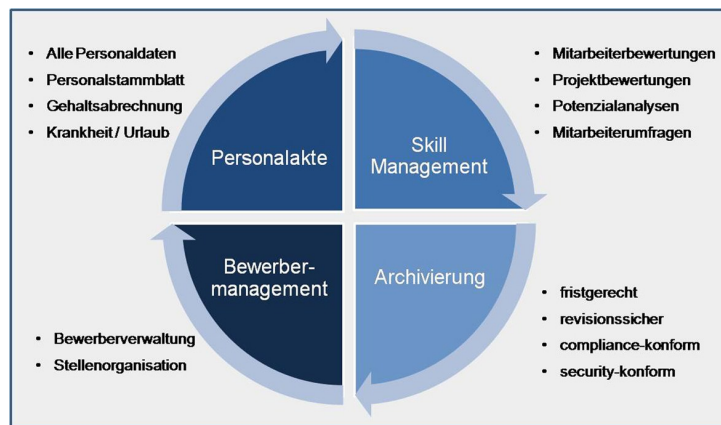 • Alle Personaldaten
• Personalstammblatt
• Gehaltsabrechnung
• Krankheit / Urlaub
Personalakte
• Mitarbeiterbewertungen
• Projektbewertungen
• Potenzialanalysen
• Mitarbeiterumfragen
Skill
Management
Bewerber-
management
• Bewerberverwaltung
• Stellenorganisation
Archivierung
• fristgerecht
• revisionssicher
• compliance-konform
• security-konform